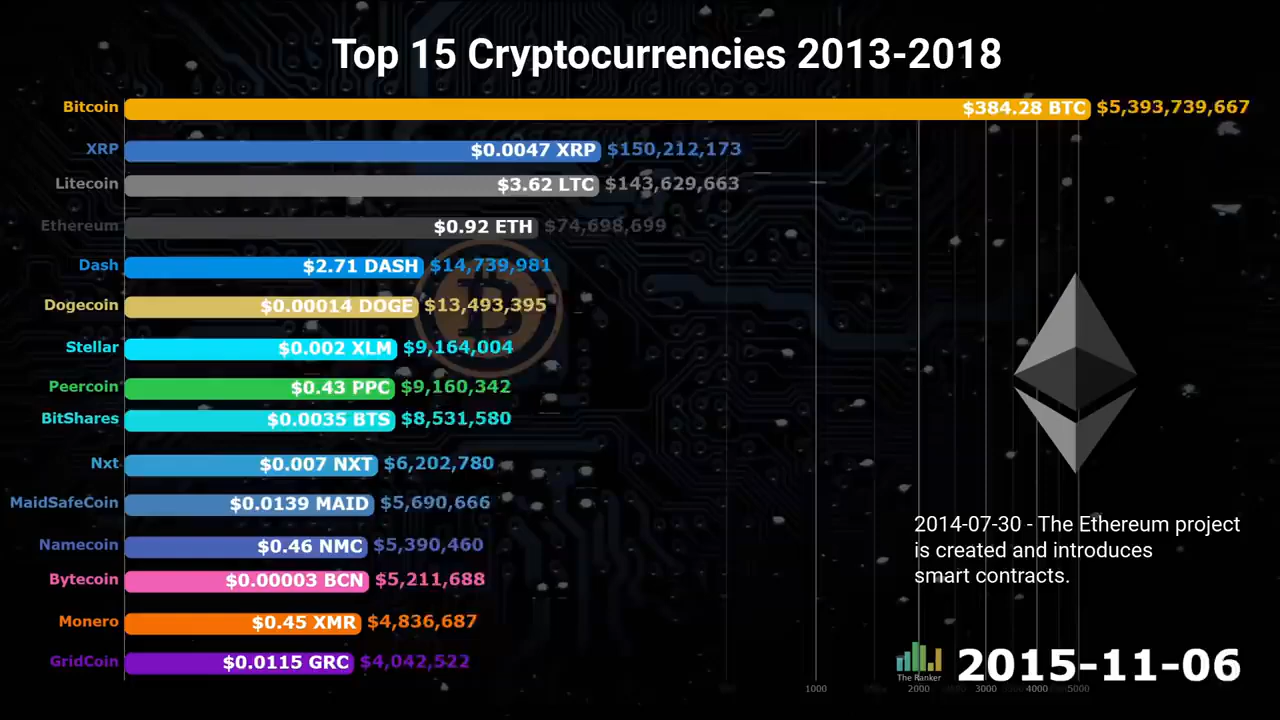 Top 15 Cryptocurrencies 2013-2018
Bitcoin $384.28 BTC $5,393,739,667
XRP $0.0047 XRP $150,212,173
Litecoin $3.62 LTC $143,629,663
Ethereum $0.92 ETH $74,698,699
Dash $2.71 DASH $14,739,981
Dogecoin $0.00014 DOGE $13,493,395
Stellar $0.002 XLM $9,164,004
Peercoin $0.43 PPC $9,160,342
BitShares $0.0035 BTS $8,531,580
Nxt $0.007 NXT $6,202,780
MaidSafeCoin $0.0139 MAID $5,690,666
Namecoin $0.46 NMC $5,390,460
Bytecoin $0.00003 BCN $5,211,688
Monero $0.45 XMR $4,836,687
GridCoin $0.0115 GRC $4,042,522
2014-07-30 - The Ethereum project
is created and introduces
smart contracts.
The Ranker
2015-11-06
1000 2000 3000 4000 5000